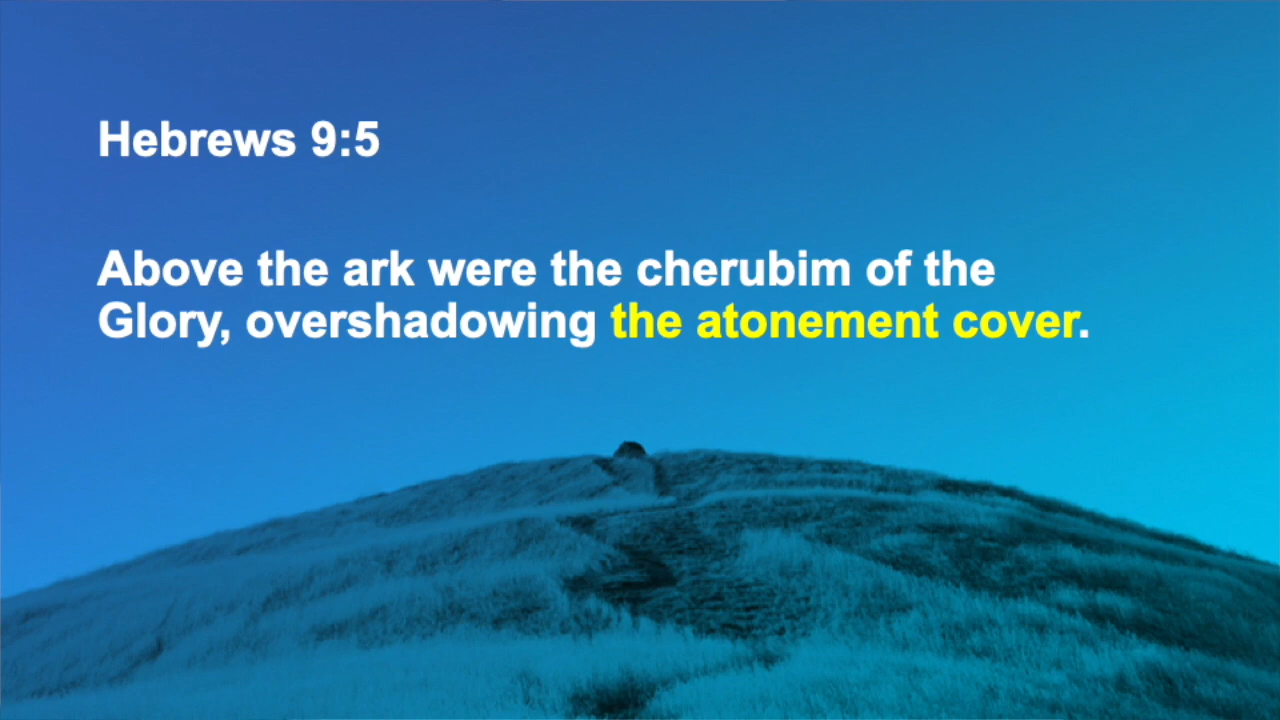 Hebrews 9:5
Above the ark were the cherubim of the
Glory, overshadowing the atonement cover.